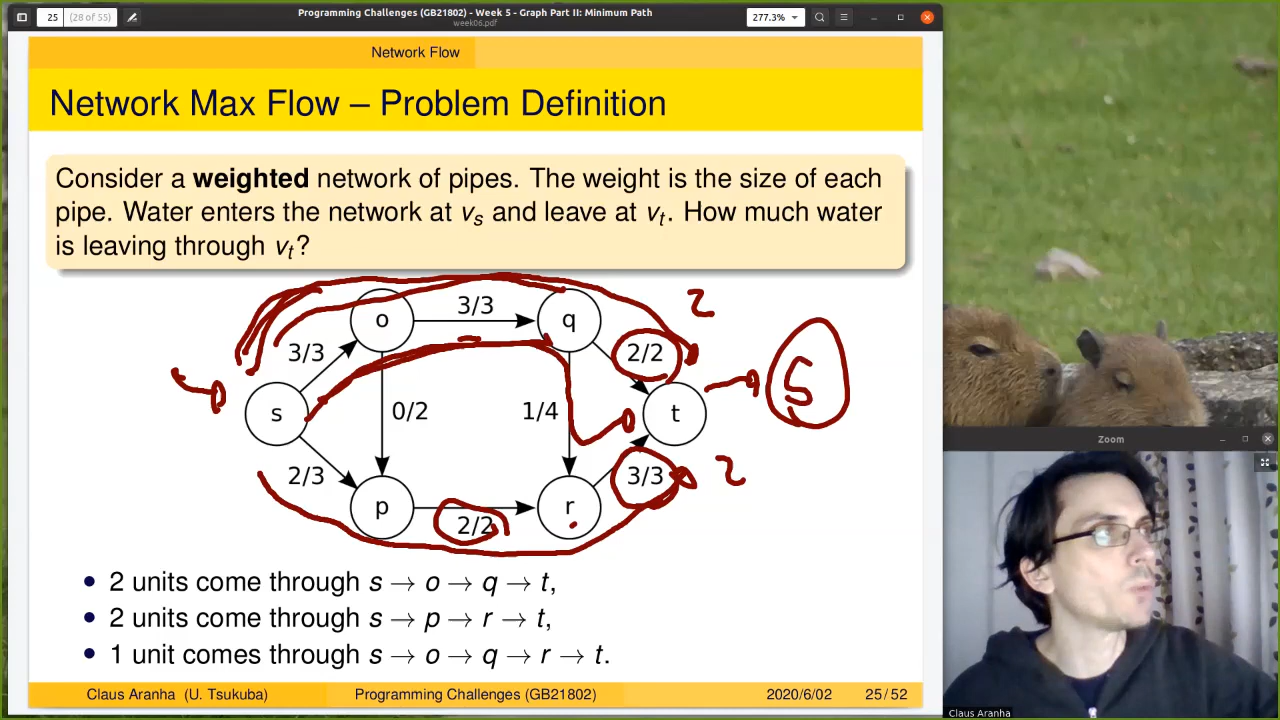 25
(28 of 55)
Programming Challenges (GB21802) - Week 5 - Graph Part II: Minimum Path
week06.pdf
277.3%
Network Flow
Network Max Flow – Problem Definition
Consider a weighted network of pipes. The weight is the size of each
pipe. Water enters the network at vs and leave at vt. How much water
is leaving through vt?
o
3/3
q
2
3/3
2/2
s
0/2
1/4
t
5
2/3
3/3
2
p
2/2
r
• 2 units come through s → o → q → t,
• 2 units come through s → p → r → t,
• 1 unit comes through s → o → q → r → t.
Claus Aranha (U. Tsukuba)
Programming Challenges (GB21802)
2020/6/02
25 / 52
Zoom
Claus Aranha